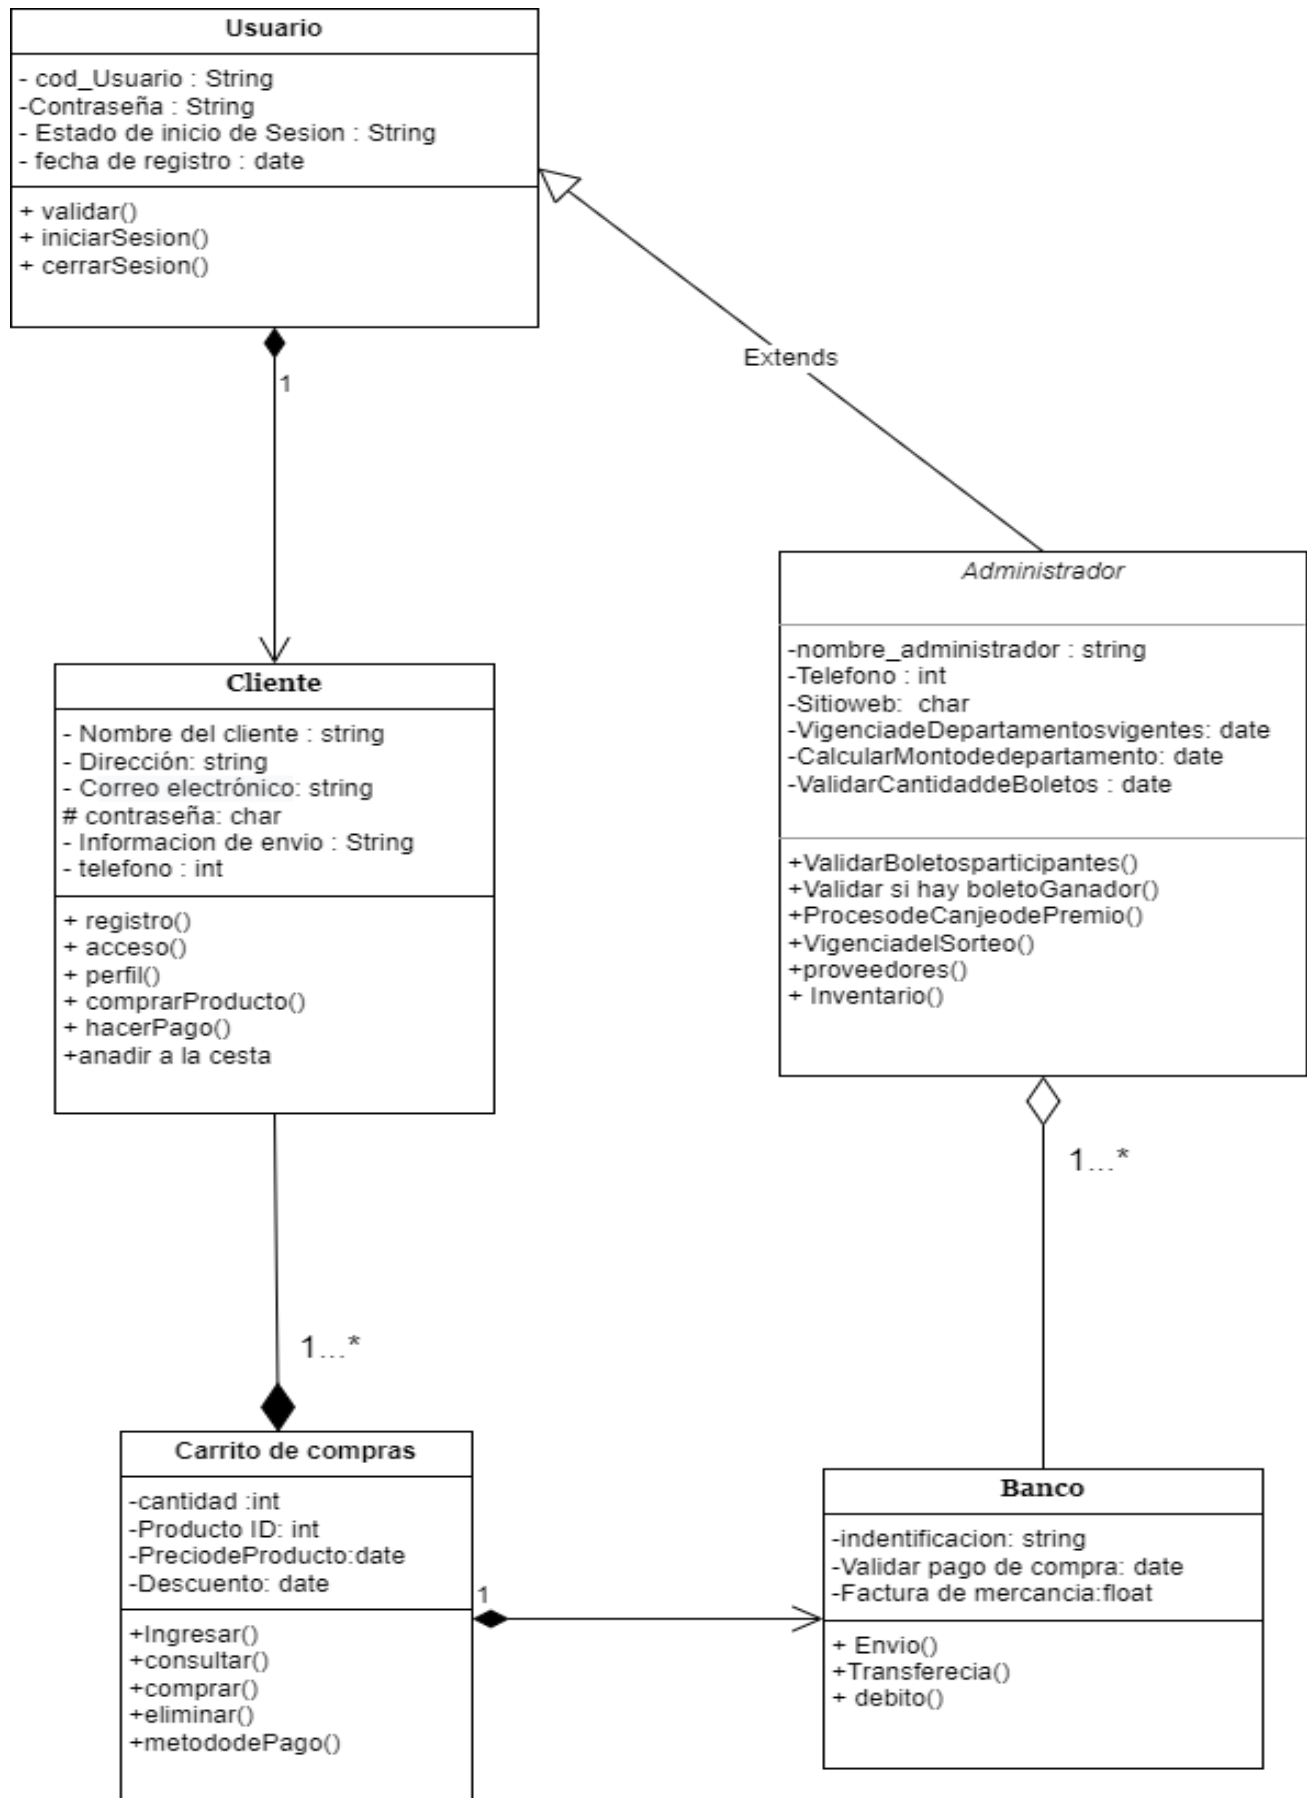 Usuario
- cod_Usuario : String
-Contraseña : String
- Estado de inicio de Sesion : String
- fecha de registro : date
+ validar()
+ iniciarSesion()
+ cerrarSesion()
1
Extends
Administrador
-nombre_administrador : string
-Telefono : int
-Sitioweb:  char
-VigenciadeDepartamentosvigentes: date
-CalcularMontodedepartamento: date
-ValidarCantidaddeBoletos : date
+ValidarBoletosparticipantes()
+Validar si hay boletoGanador()
+ProcesodeCanjeodePremio()
+VigenciadelSorteo()
+proveedores()
+ Inventario()
1...*
Cliente
- Nombre del cliente : string
- Dirección: string
- Correo electrónico: string
# contraseña: char
- Informacion de envio : String
- telefono : int
+ registro()
+ acceso()
+ perfil()
+ comprarProducto()
+ hacerPago()
+anadir a la cesta
1...*
Carrito de compras
-cantidad :int
-Producto ID: int
-PreciodeProducto:date
-Descuento: date
+Ingresar()
+consultar()
+comprar()
+eliminar()
+metododePago()
1
Banco
-indentificacion: string
-Validar pago de compra: date
-Factura de mercancia:float
+ Envio()
+Transferecia()
+ debito()